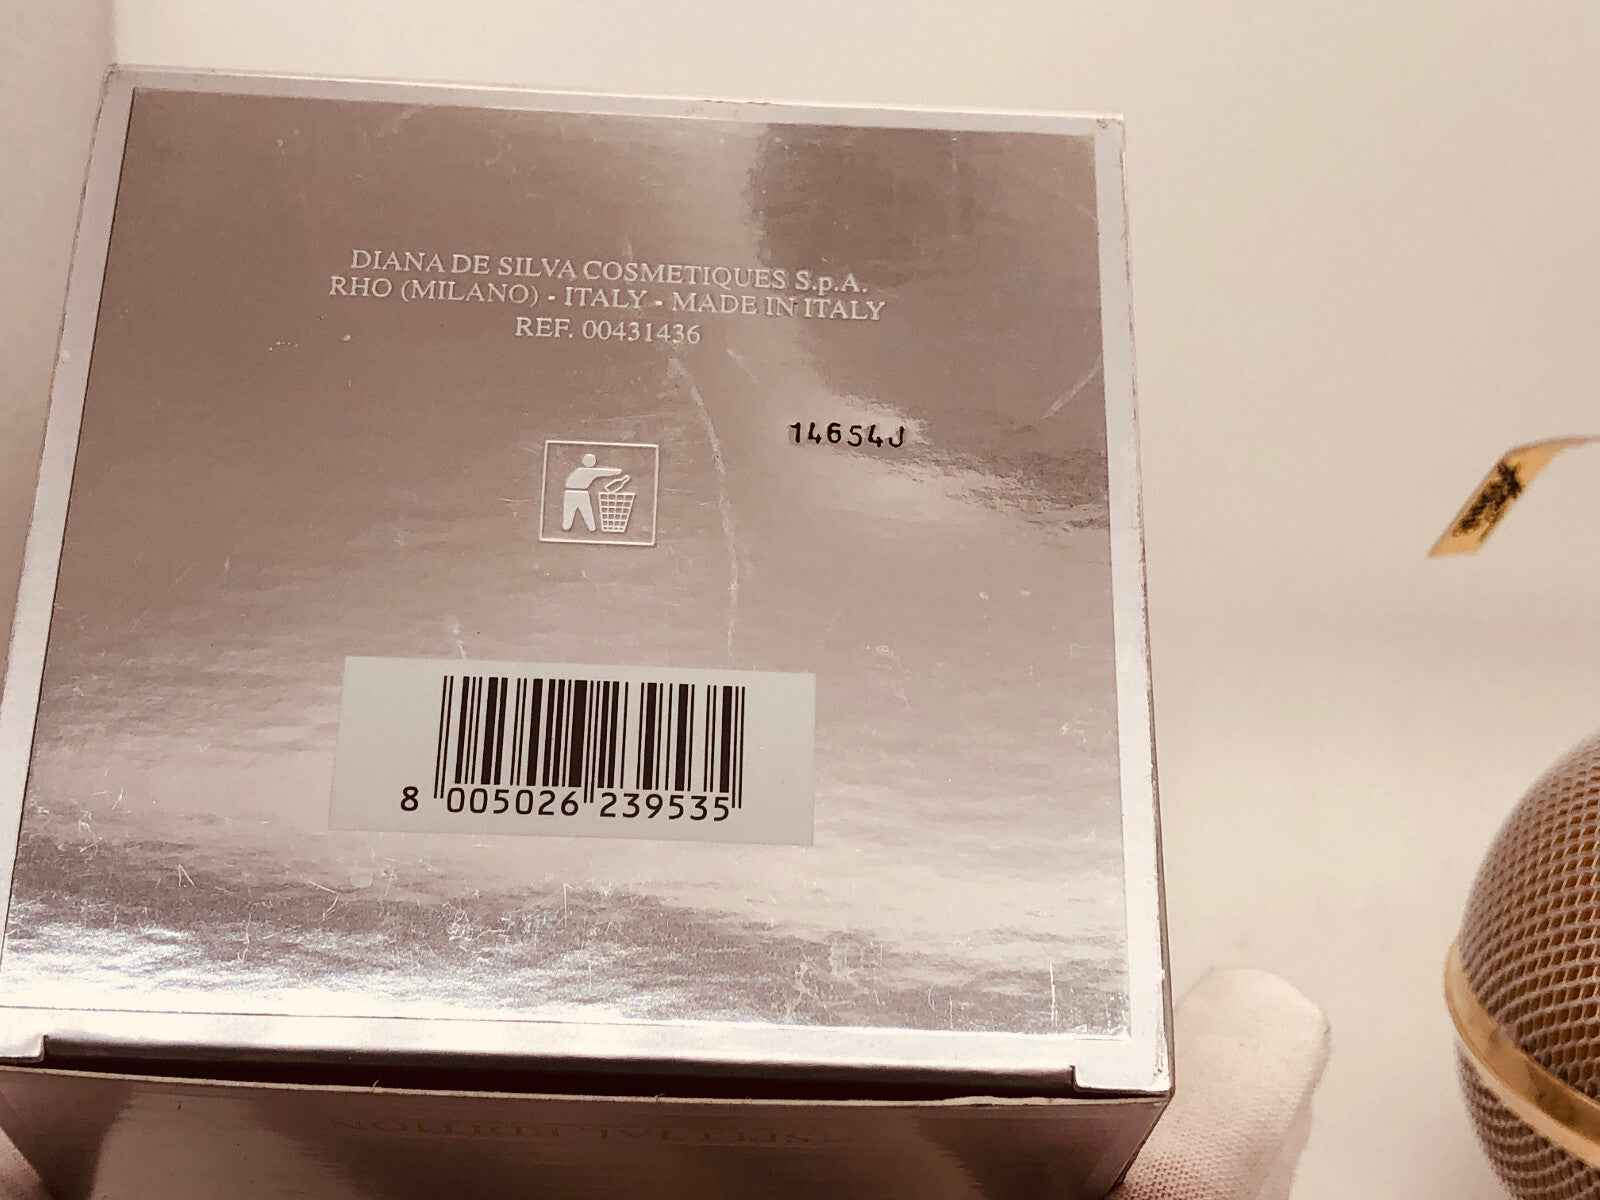 DIANA DE SILVA COSMETIQUES S.p.A.
RHO (MILANO) - ITALY - MADE IN ITALY
REF. 00431436
14654J
8 005026 239535